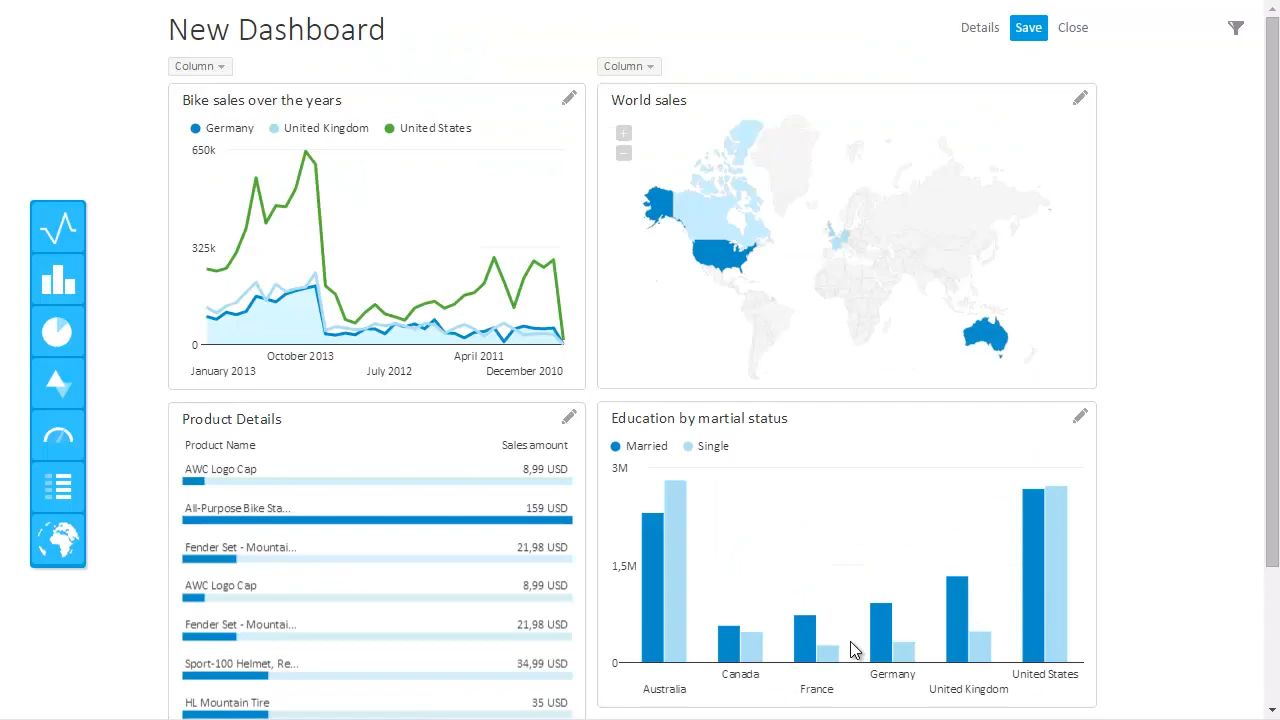 New Dashboard
Details Save Close
Column
Column
Bike sales over the years
Germany United Kingdom United States
650k
325k
0
October 2013 April 2011
January 2013 July 2012 December 2010
World sales
+
−
Product Details
Product Name Sales amount
AWC Logo Cap 8,99 USD
All-Purpose Bike Sta... 159 USD
Fender Set - Mountai... 21,98 USD
AWC Logo Cap 8,99 USD
Fender Set - Mountai... 21,98 USD
Sport-100 Helmet, Re... 34,99 USD
HL Mountain Tire 35 USD
Education by martial status
Married Single
3M
1,5M
0
Canada Germany United States
Australia France United Kingdom